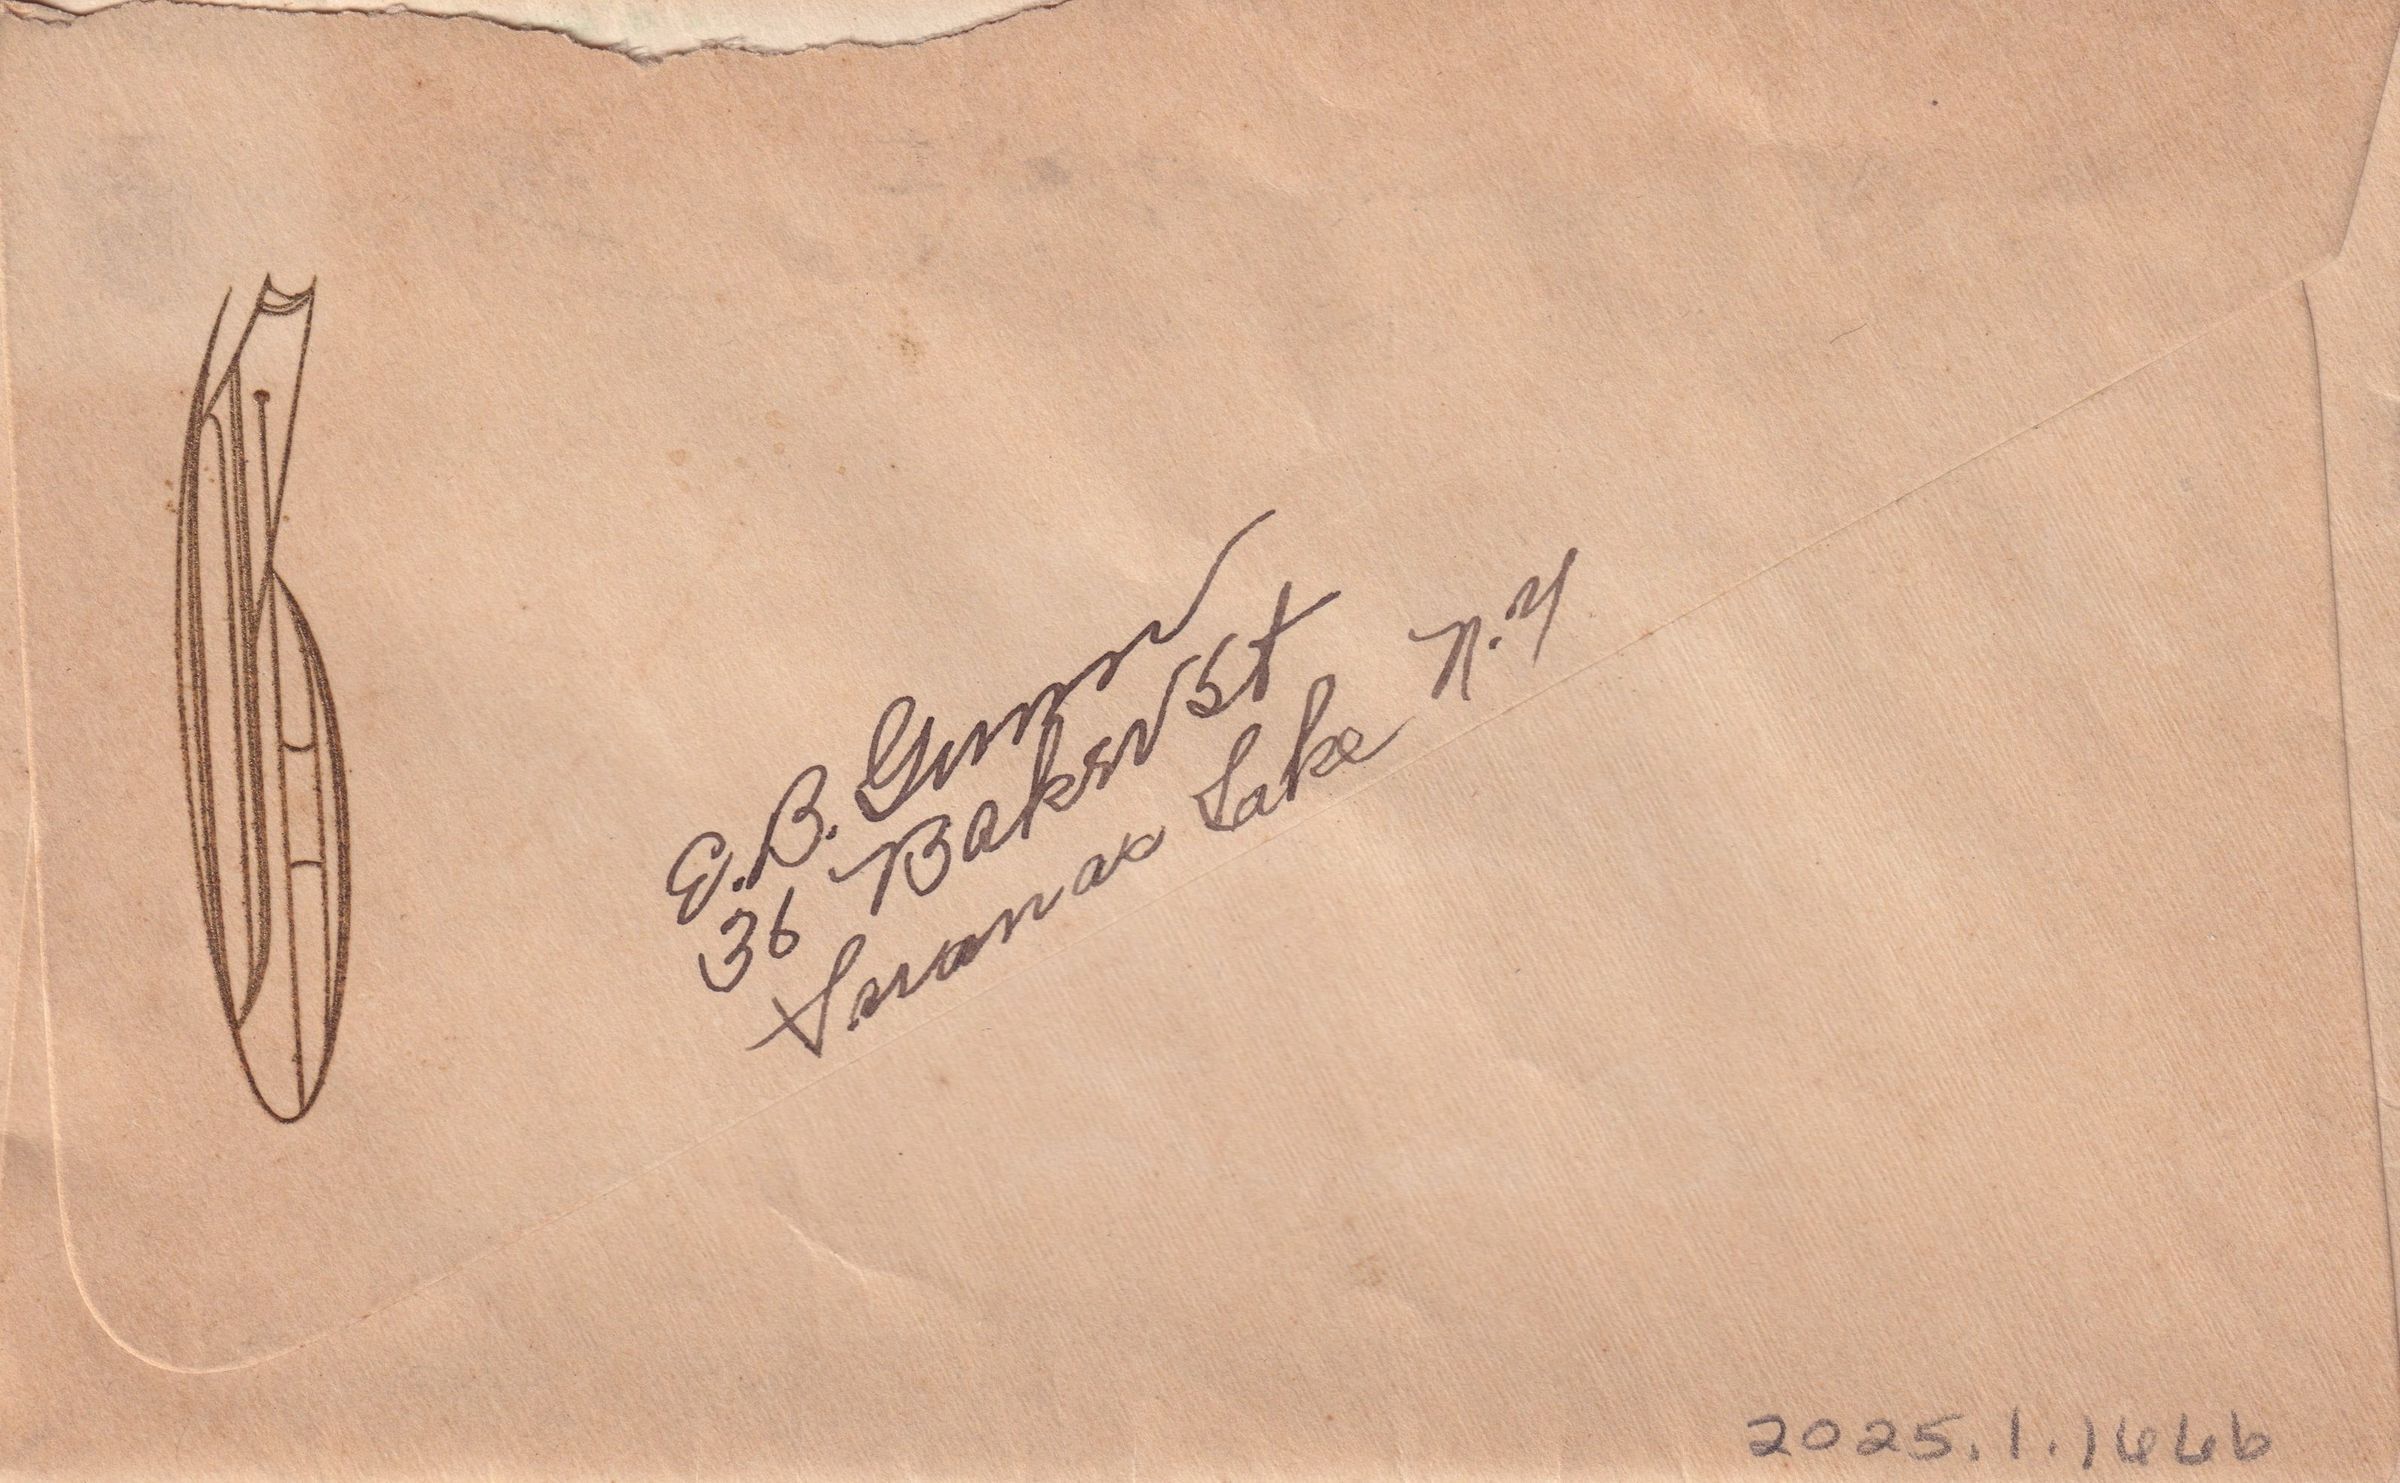 E. B. Gunn
36 Baker St
Saranac Lake N.Y
2025.1.1666